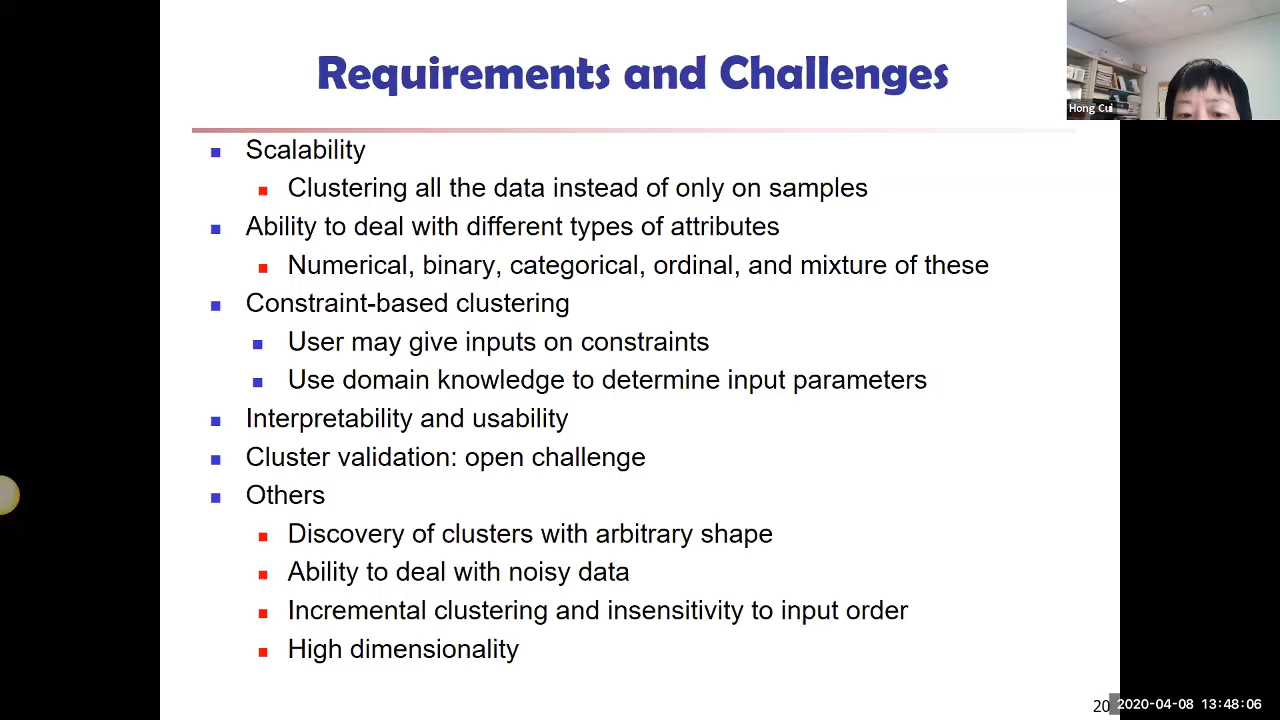 Requirements and Challenges
Hong Cui
Scalability
Clustering all the data instead of only on samples
Ability to deal with different types of attributes
Numerical, binary, categorical, ordinal, and mixture of these
Constraint-based clustering
User may give inputs on constraints
Use domain knowledge to determine input parameters
Interpretability and usability
Cluster validation: open challenge
Others
Discovery of clusters with arbitrary shape
Ability to deal with noisy data
Incremental clustering and insensitivity to input order
High dimensionality
20
2020-04-08 13:48:06